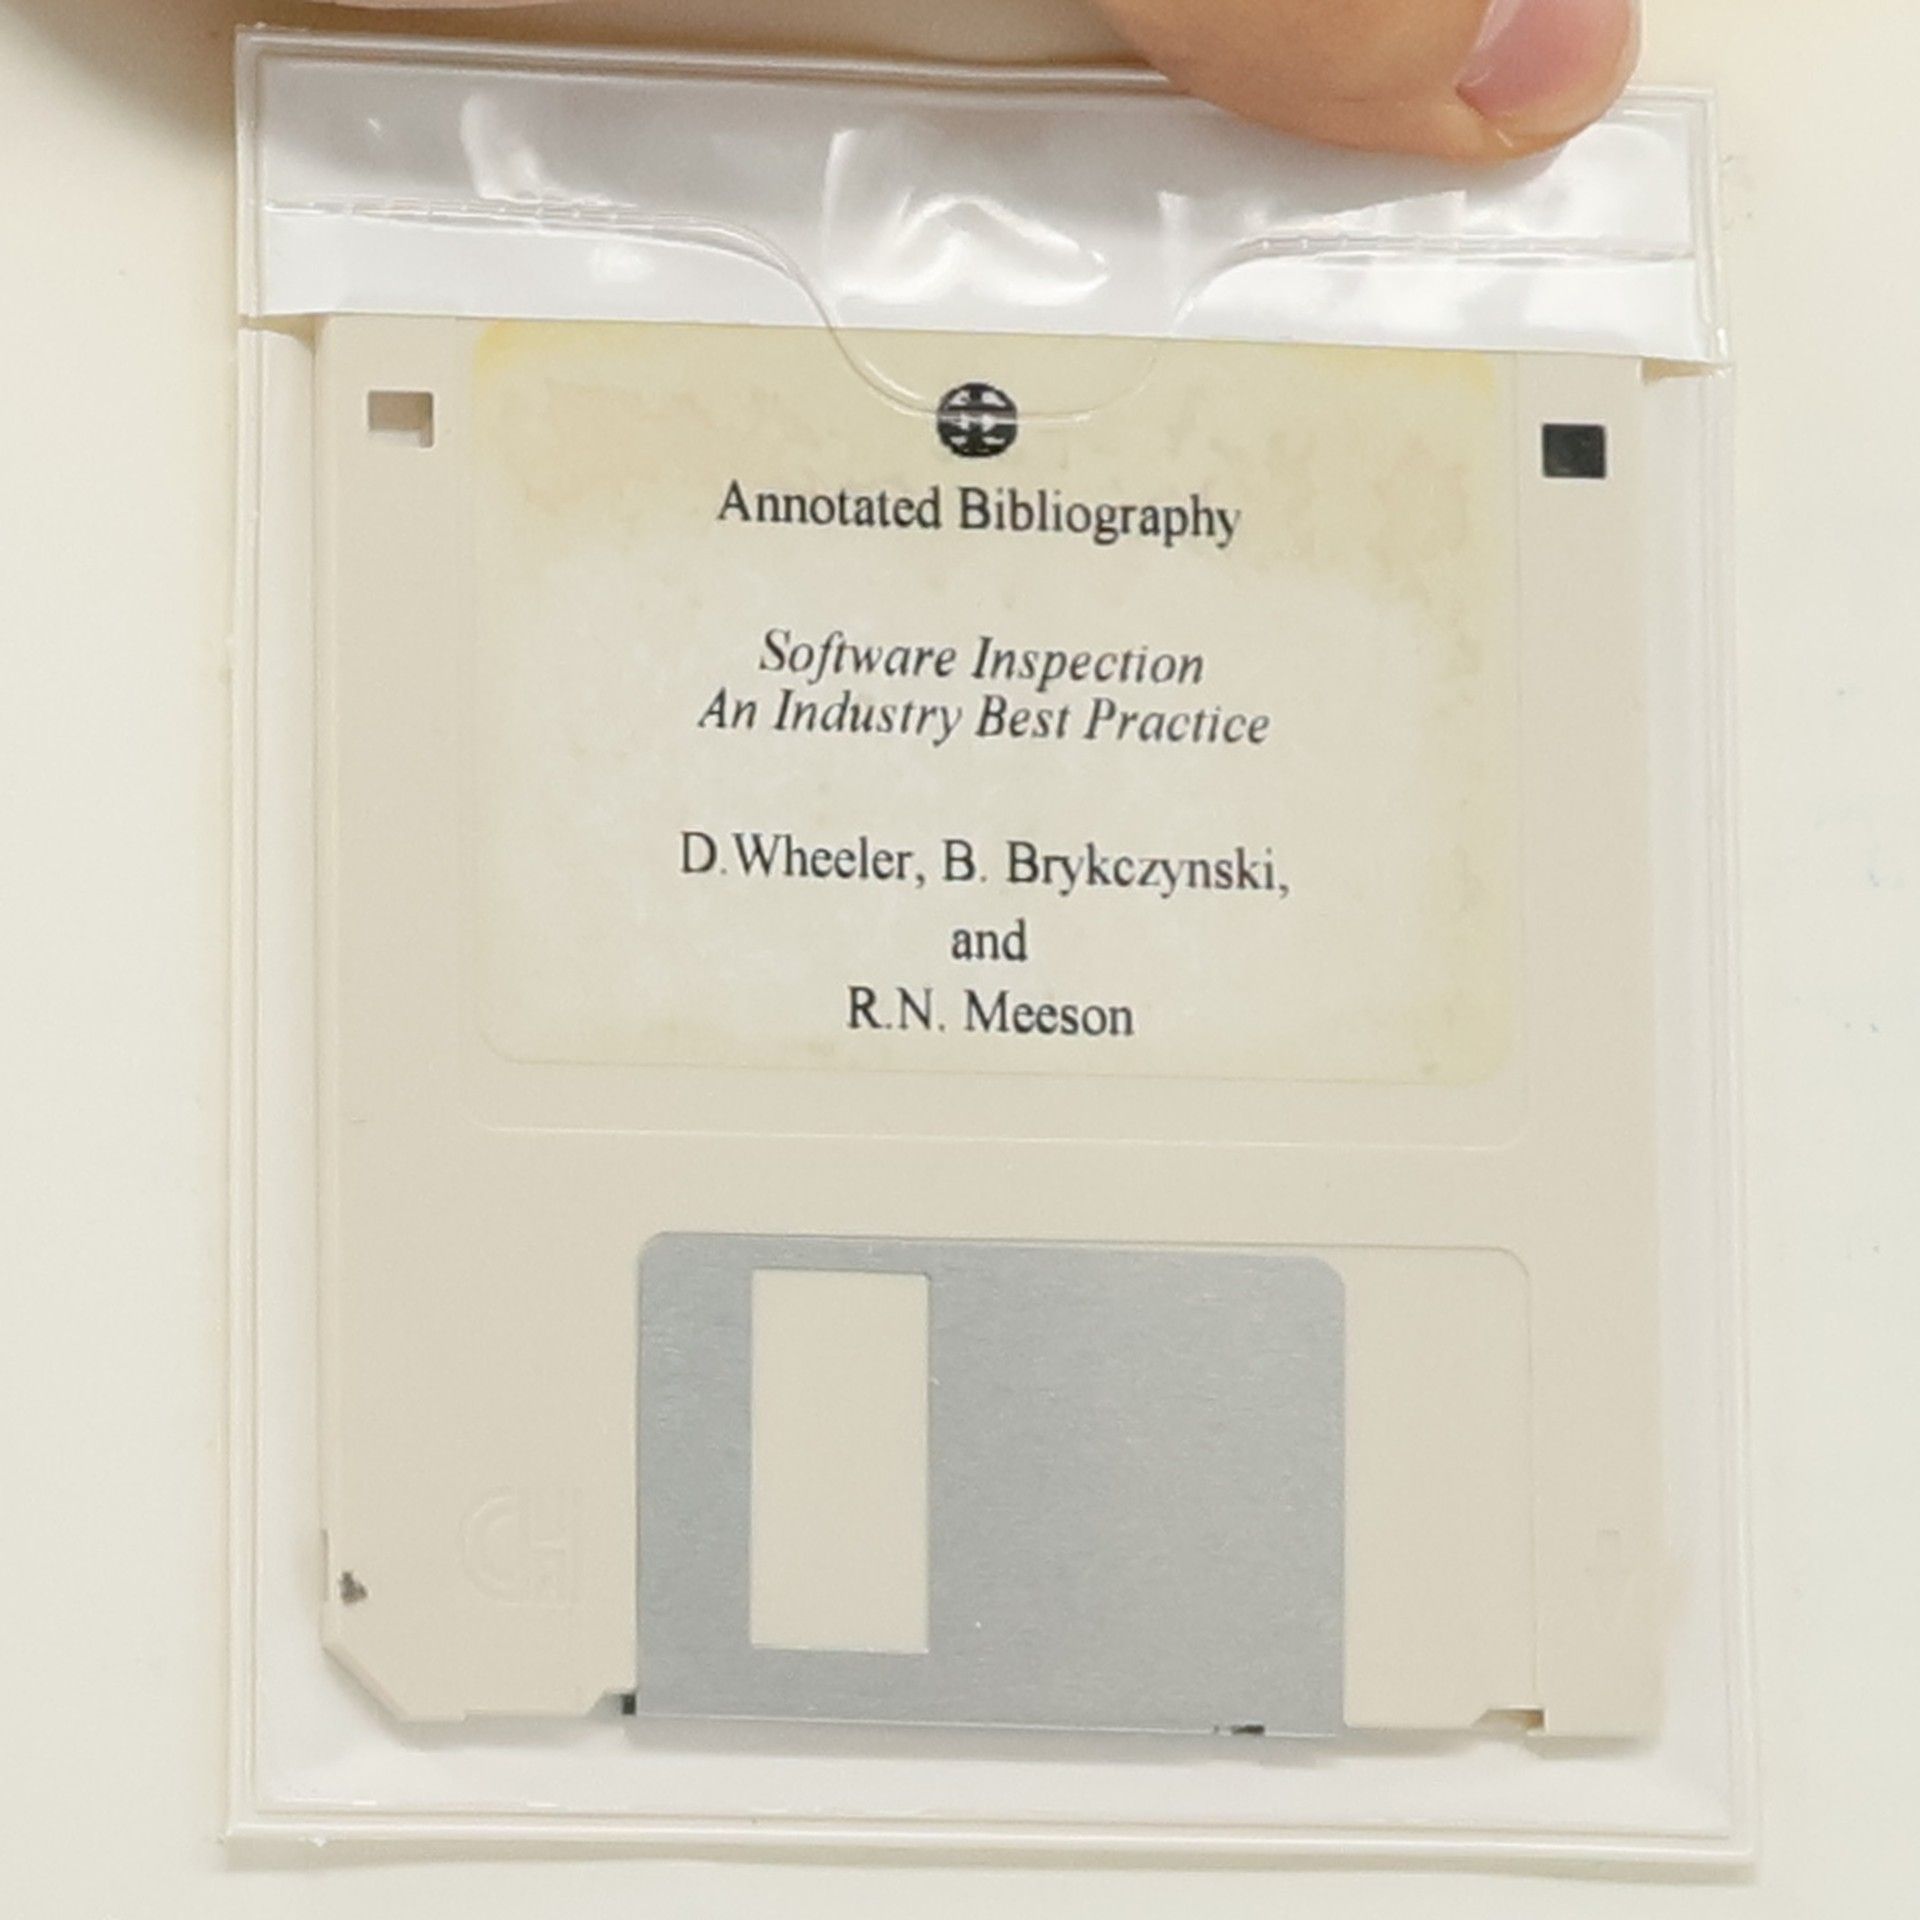 Annotated Bibliography
Software Inspection
An Industry Best Practice
D.Wheeler, B. Brykczynski,
and
R.N. Meeson